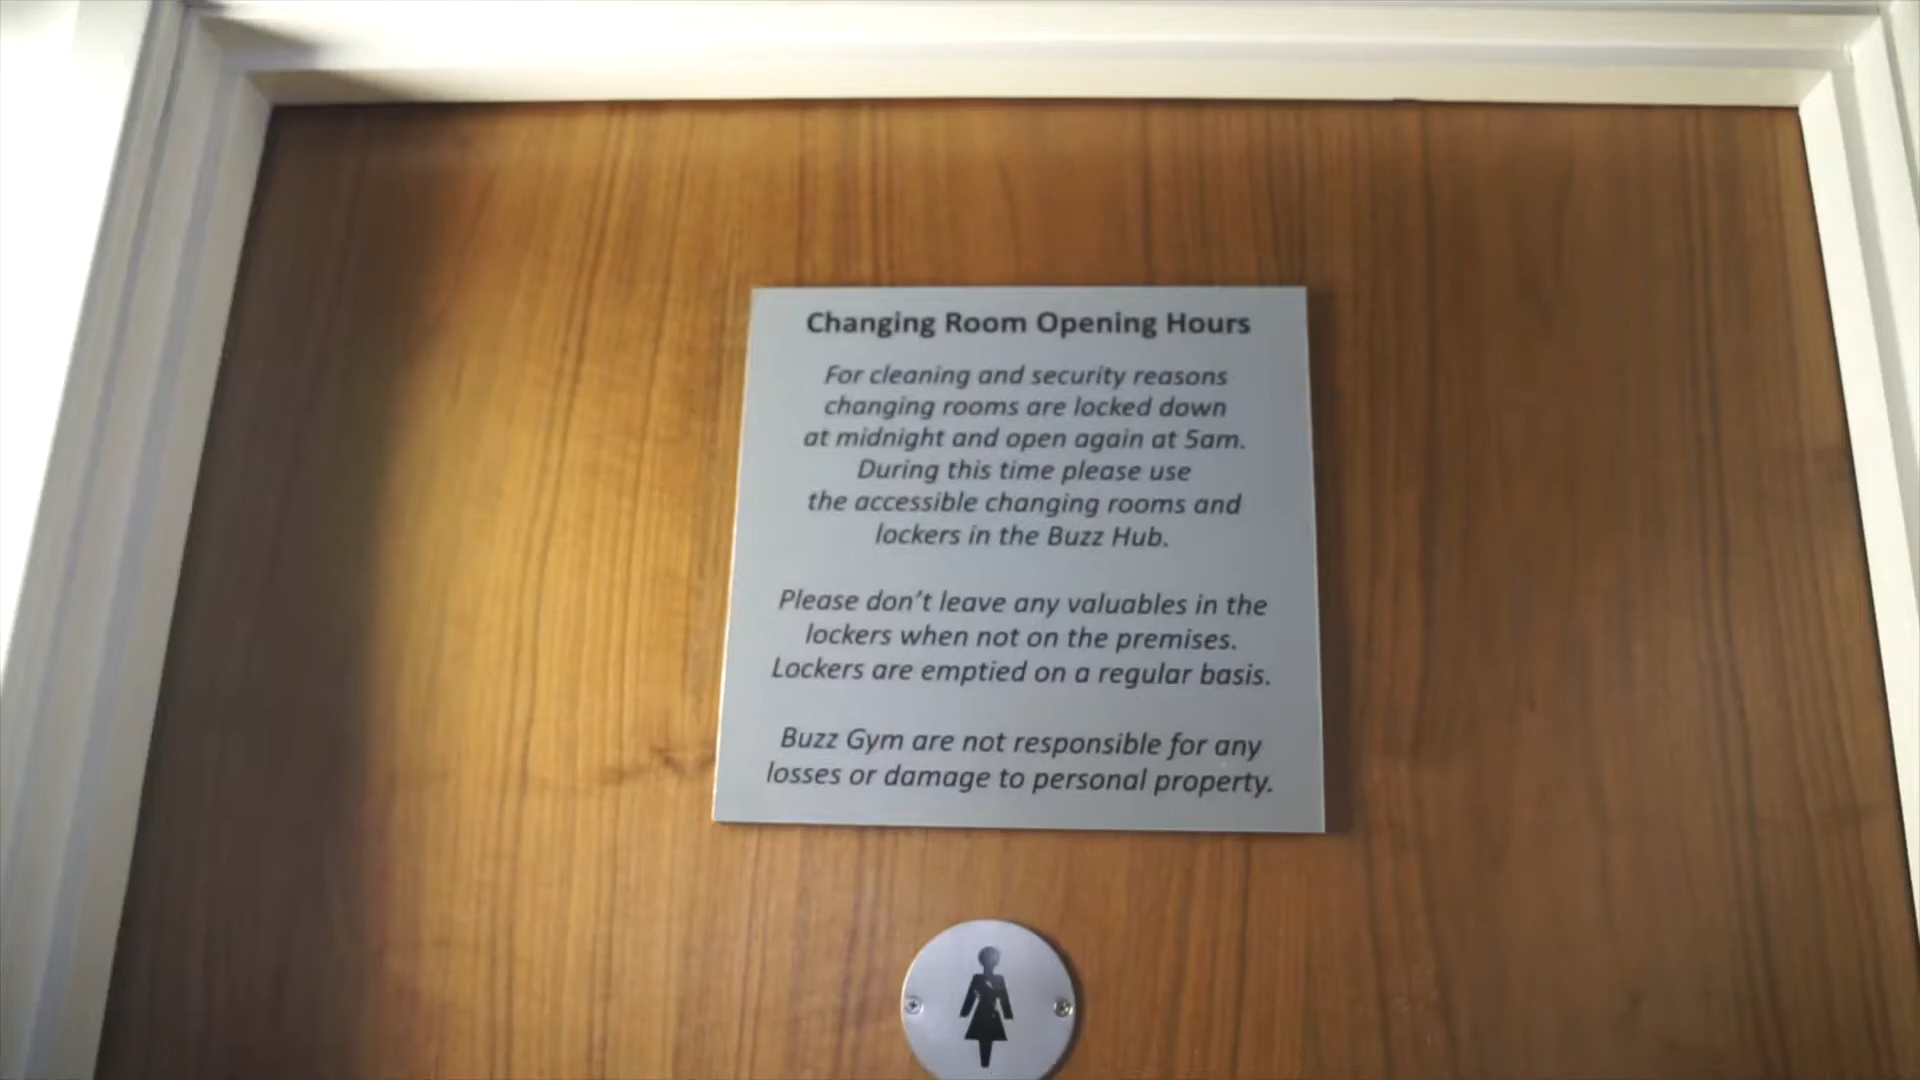 Changing Room Opening Hours
For cleaning and security reasons
changing rooms are locked down
at midnight and open again at 5am.
During this time please use
the accessible changing rooms and
lockers in the Buzz Hub.
Please don't leave any valuables in the
lockers when not on the premises.
Lockers are emptied on a regular basis.
Buzz Gym are not responsible for any
losses or damage to personal property.